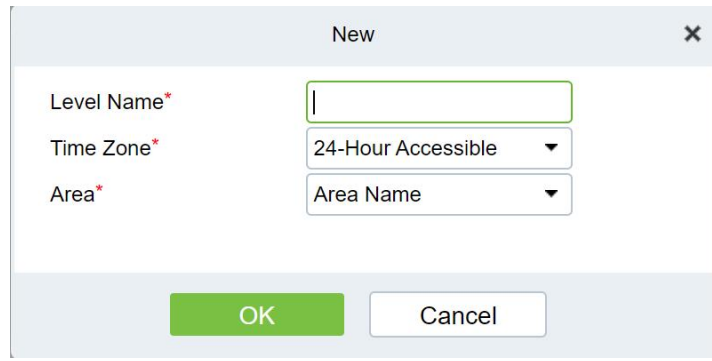 New
Level Name*
Time Zone* 24-Hour Accessible
Area* Area Name
OK Cancel